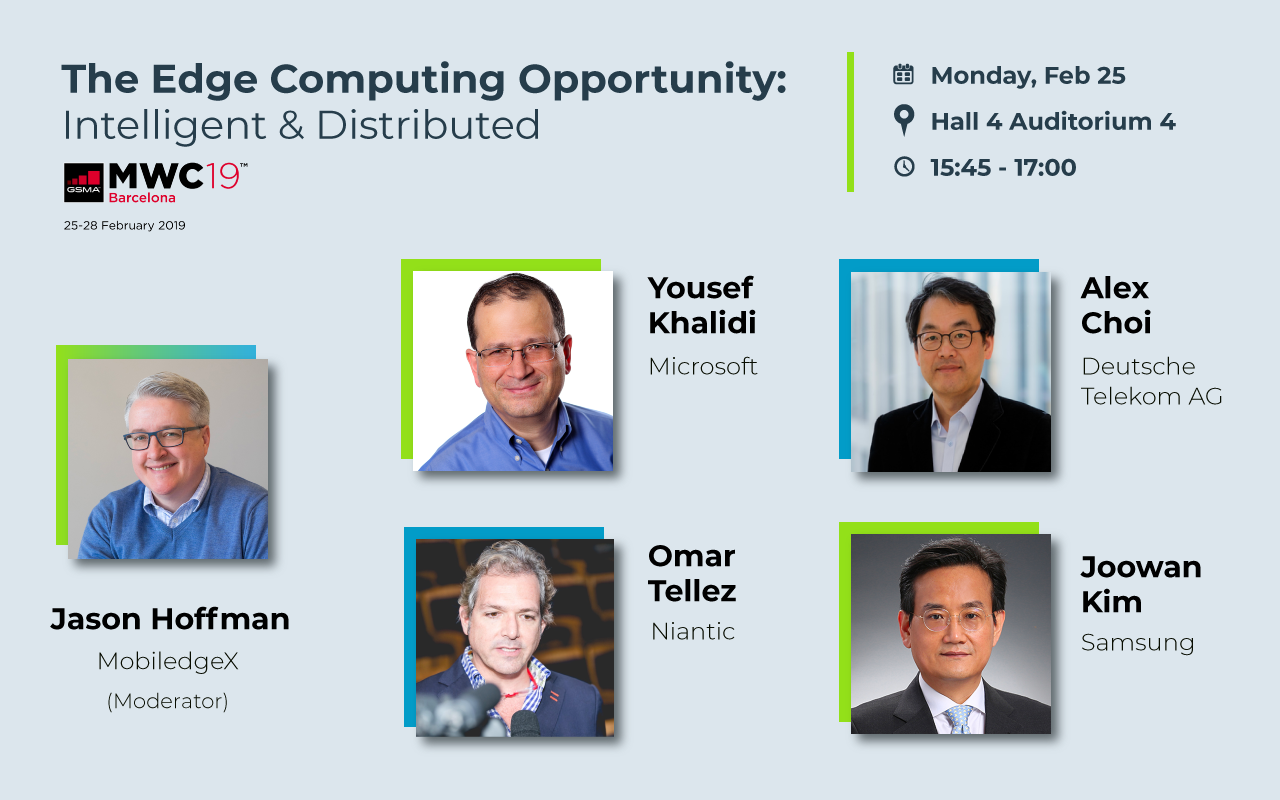 The Edge Computing Opportunity:
Intelligent & Distributed
GSMA MWC19™
Barcelona
25-28 February 2019
Monday, Feb 25
Hall 4 Auditorium 4
15:45 - 17:00
Jason Hoffman
MobiledgeX
(Moderator)
Yousef
Khalidi
Microsoft
Alex
Choi
Deutsche
Telekom AG
Omar
Tellez
Niantic
Joowan
Kim
Samsung